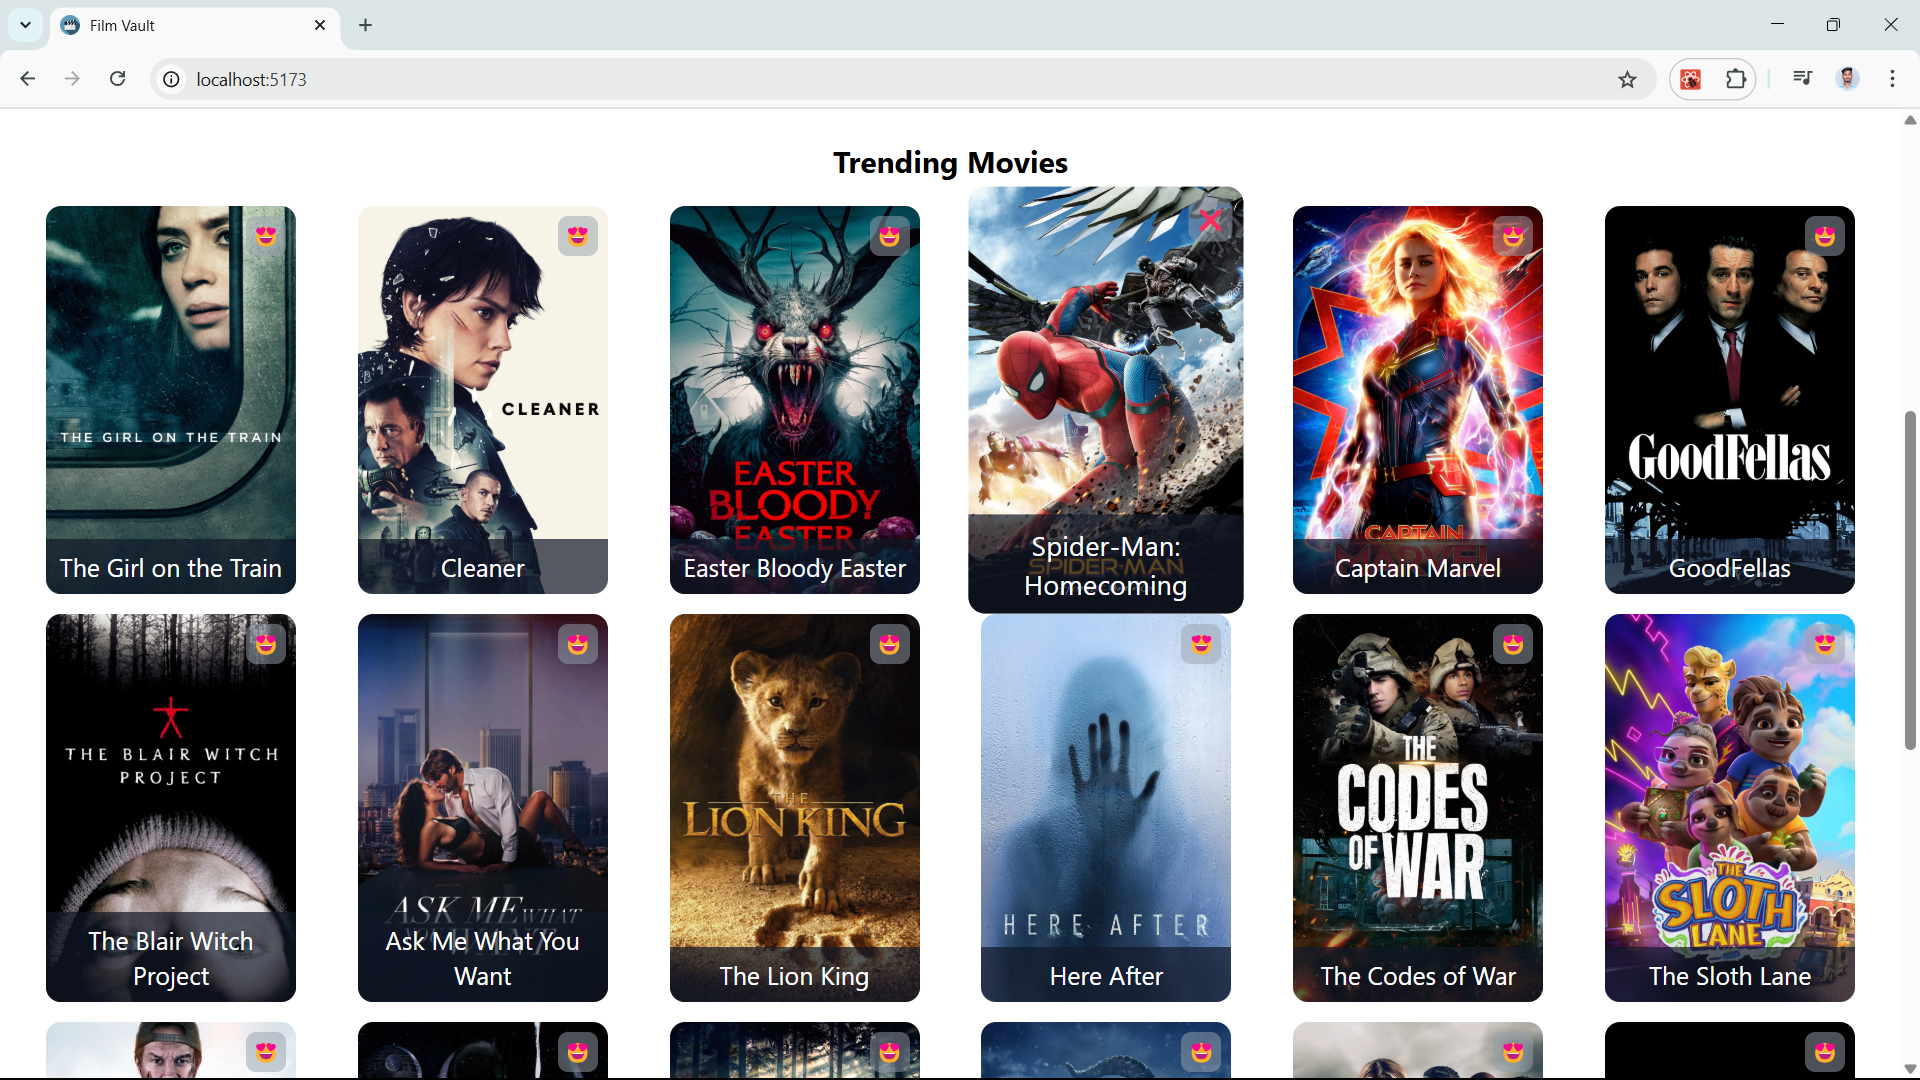 Film Vault
localhost:5173
Trending Movies
THE GIRL ON THE TRAIN
The Girl on the Train
CLEANER
Cleaner
EASTER
BLOODY
EASTER
Easter Bloody Easter
SPIDER-MAN
Spider-Man:
Homecoming
CAPTAIN
MARVEL
Captain Marvel
GOODFELLAS
GoodFellas
THE BLAIR WITCH
PROJECT
The Blair Witch
Project
ASK ME WHAT
YOU WANT
Ask Me What You
Want
THE
LION KING
The Lion King
HERE AFTER
Here After
THE
CODES
OF WAR
The Codes of War
THE
SLOTH
LANE
The Sloth Lane